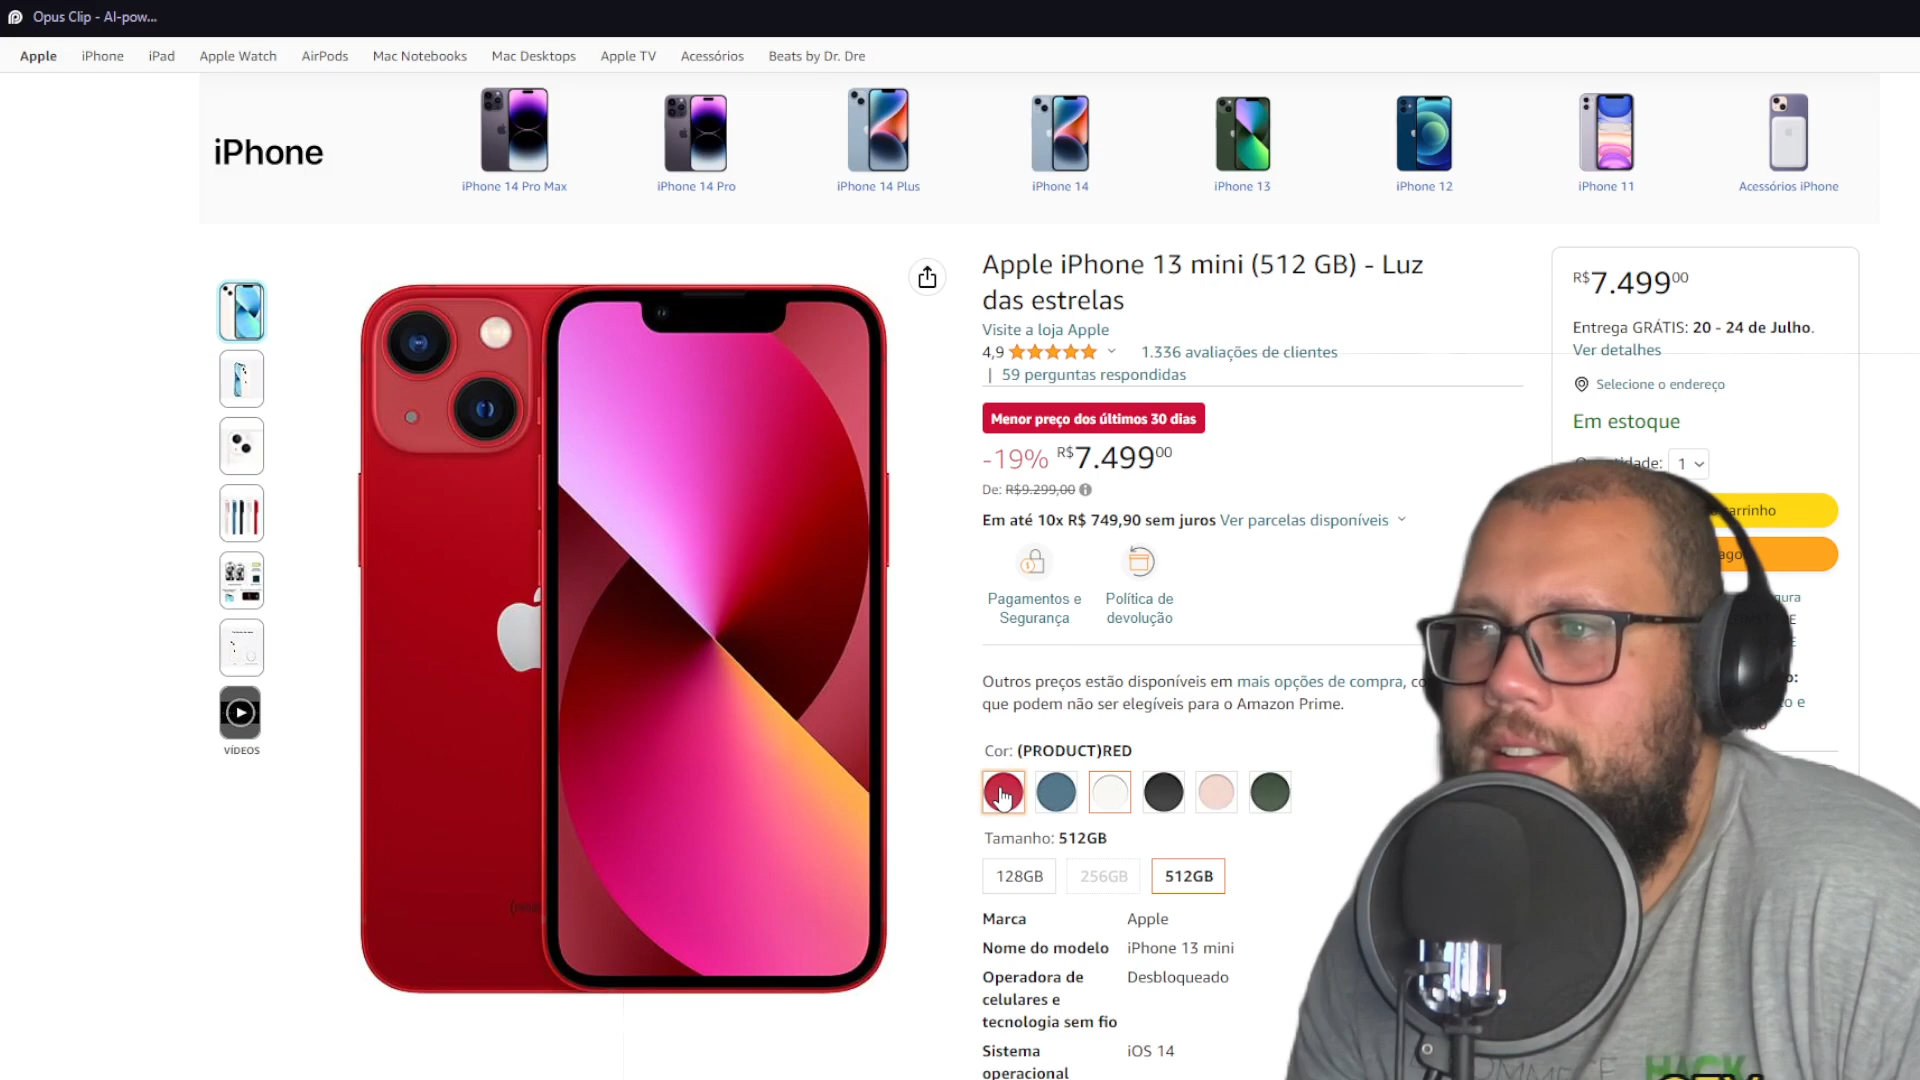 Opus Clip - AI-pow...
Apple iPhone iPad Apple Watch AirPods Mac Notebooks Mac Desktops Apple TV Acessórios Beats by Dr. Dre
iPhone
iPhone 14 Pro Max iPhone 14 Pro iPhone 14 Plus iPhone 14 iPhone 13 iPhone 12 iPhone 11 Acessórios iPhone
VÍDEOS
Apple iPhone 13 mini (512 GB) - Luz
das estrelas
Visite a loja Apple
4,9 1.336 avaliações de clientes
| 59 perguntas respondidas
Menor preço dos últimos 30 dias
-19% R$7.49900
De: R$9.299,00
Em até 10x R$ 749,90 sem juros Ver parcelas disponíveis
Pagamentos e
Segurança
Política de
devolução
Outros preços estão disponíveis em mais opções de compra, co
que podem não ser elegíveis para o Amazon Prime.
Cor: (PRODUCT)RED
Tamanho: 512GB
128GB 256GB 512GB
Marca Apple
Nome do modelo iPhone 13 mini
Operadora de
celulares e
tecnologia sem fio
Desbloqueado
Sistema
operacional
iOS 14
R$7.49900
Entrega GRÁTIS: 20 - 24 de Julho.
Ver detalhes
Selecione o endereço
Em estoque
1
HACK